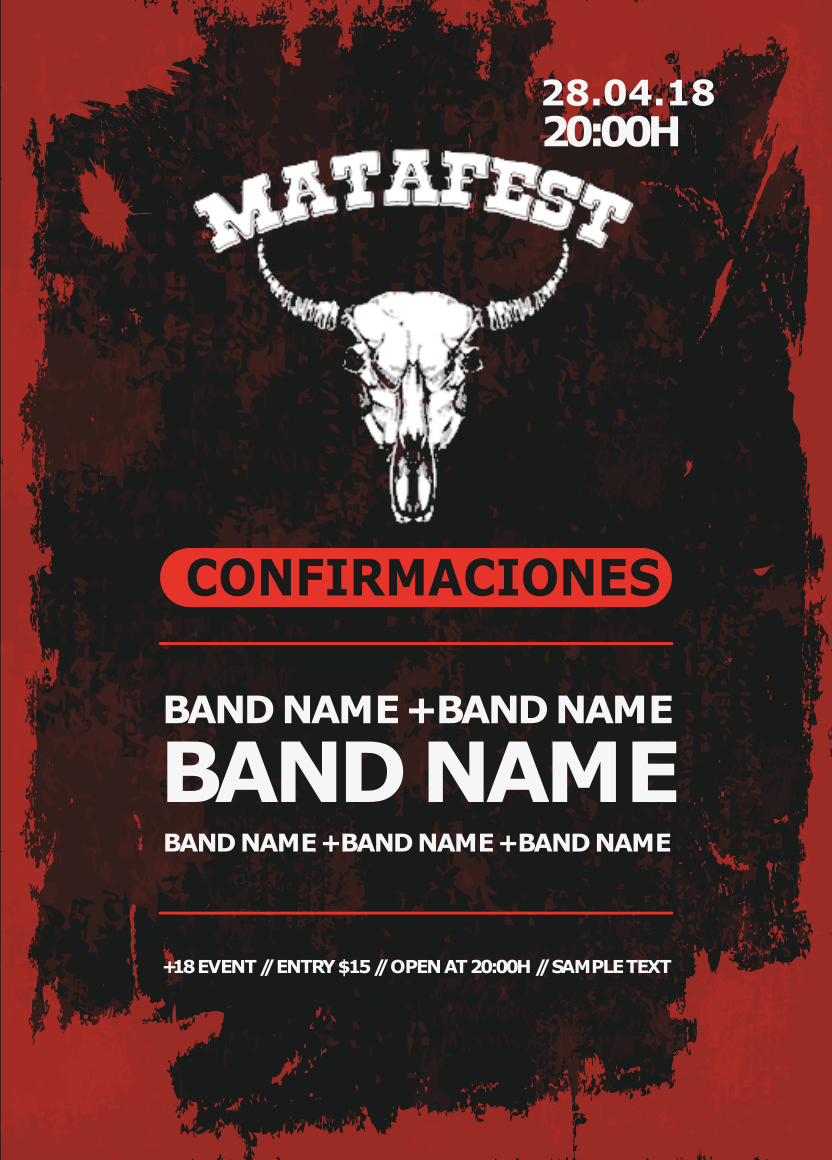 28.04.18
20:00H
MATAFEST
CONFIRMACIONES
BAND NAME +BAND NAME
BAND NAME
BAND NAME +BAND NAME +BAND NAME
+18 EVENT // ENTRY $15 // OPEN AT 20:00H // SAMPLE TEXT